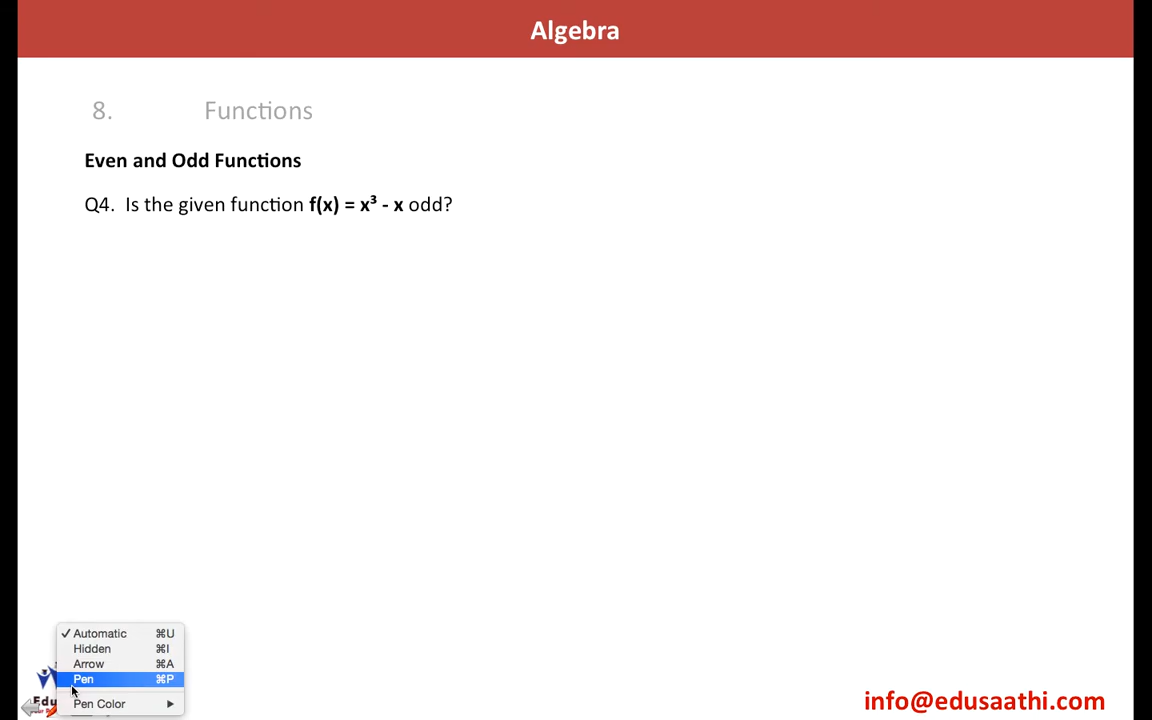 Algebra
8. Functions
Even and Odd Functions
Q4. Is the given function f(x) = x³ - x odd?
✓ Automatic ⌘U
Hidden ⌘I
Arrow ⌘A
Pen ⌘P
Pen Color ▶
Edu
info@edusaathi.com